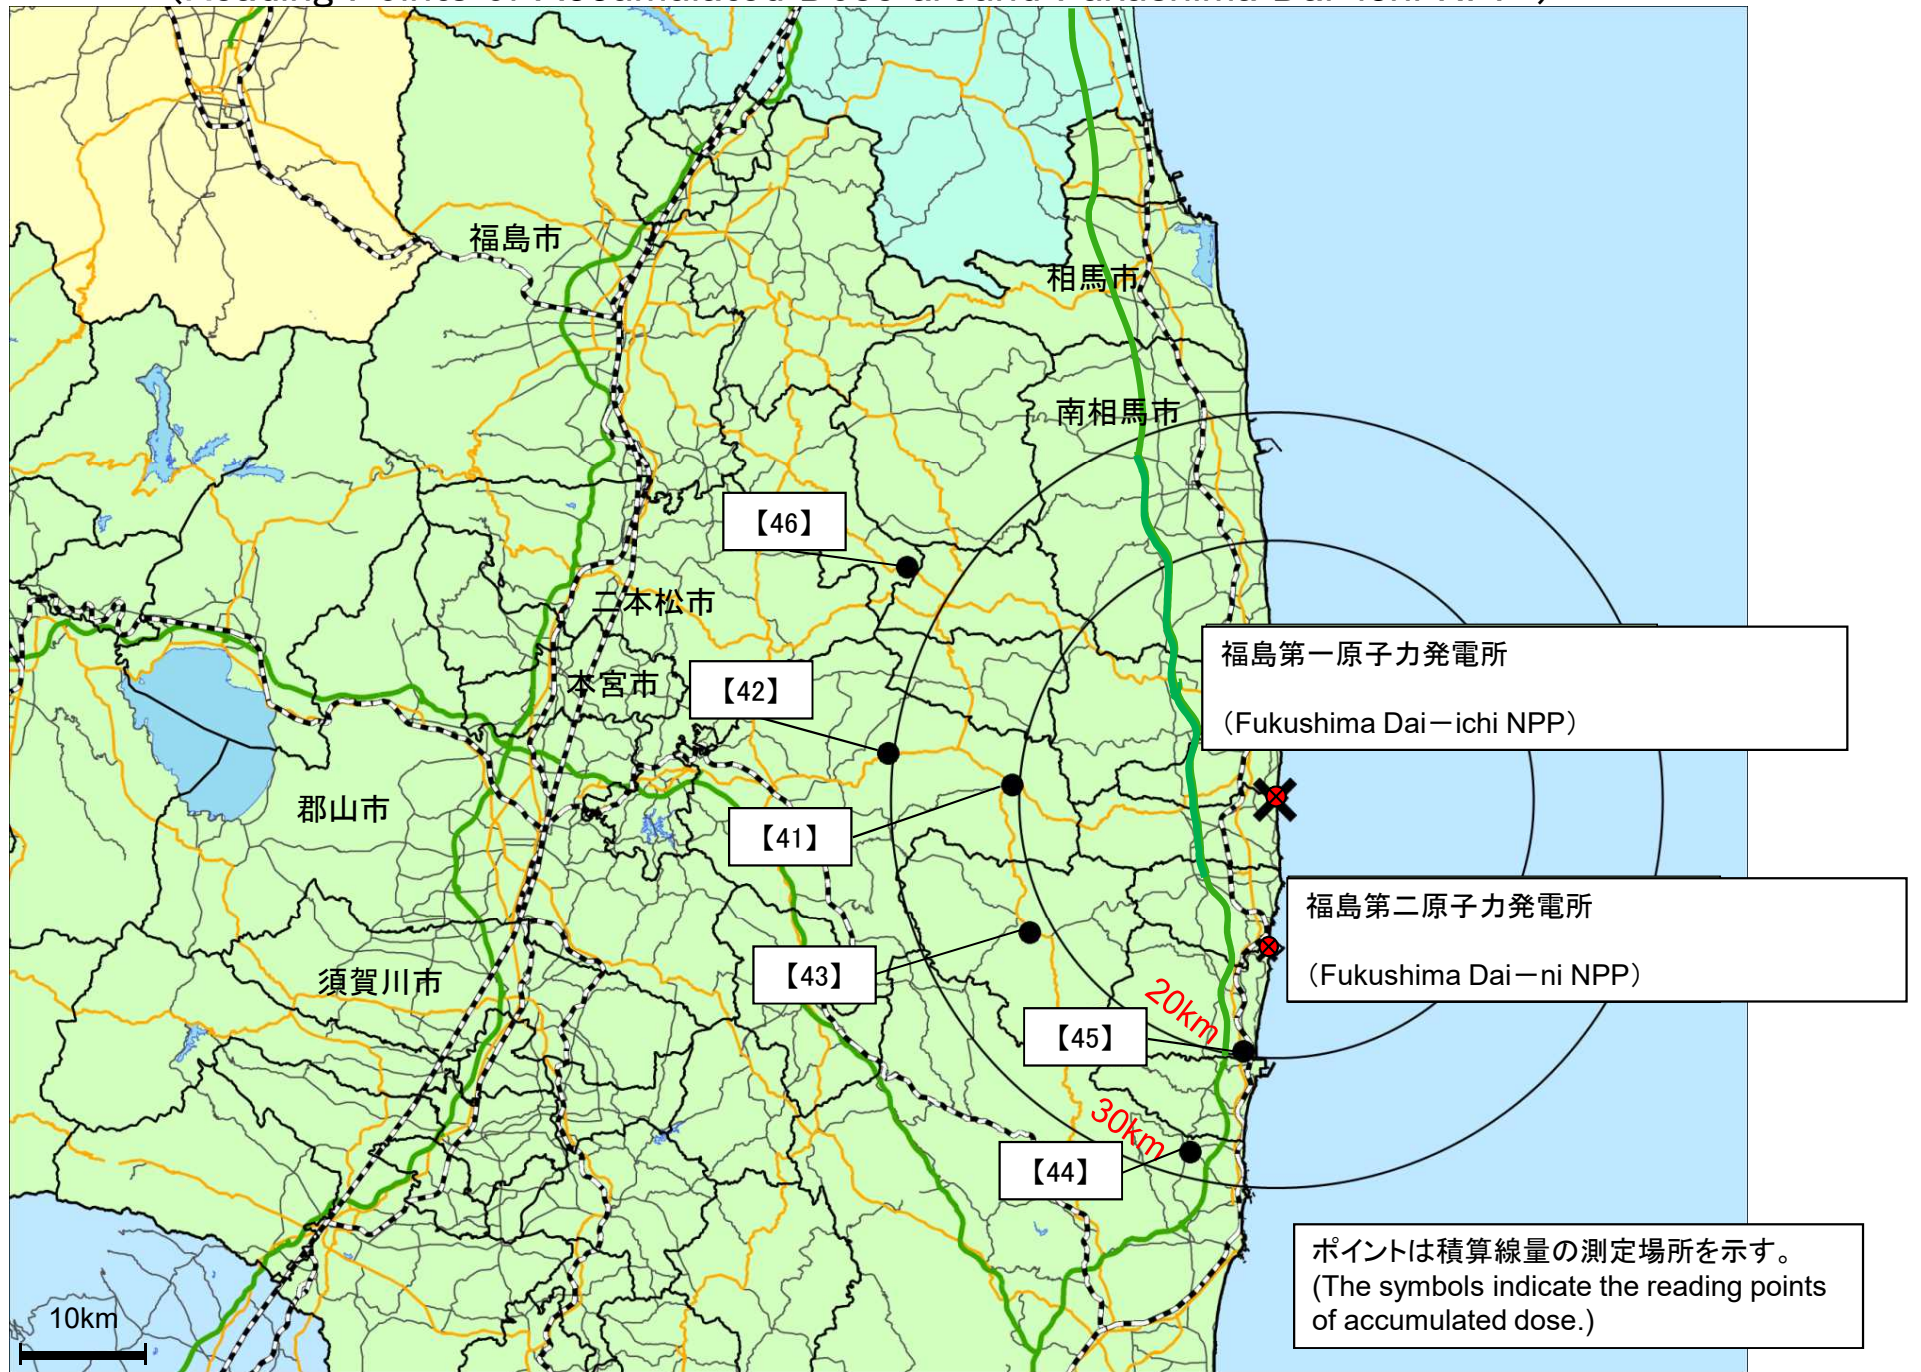 福島市
相馬市
南相馬市
【46】
二本松市
福島第一原子力発電所
(Fukushima Dai－ichi NPP)
本宮市
【42】
郡山市
【41】
福島第二原子力発電所
(Fukushima Dai－ni NPP)
【43】
須賀川市
20km
【45】
30km
【44】
ポイントは積算線量の測定場所を示す。
(The symbols indicate the reading points
of accumulated dose.)
10km